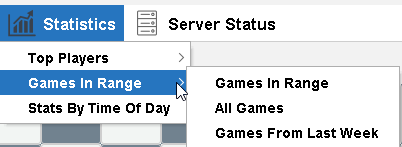 Statistics Server Status
Top Players
Games In Range Games In Range
Stats By Time Of Day All Games
Games From Last Week